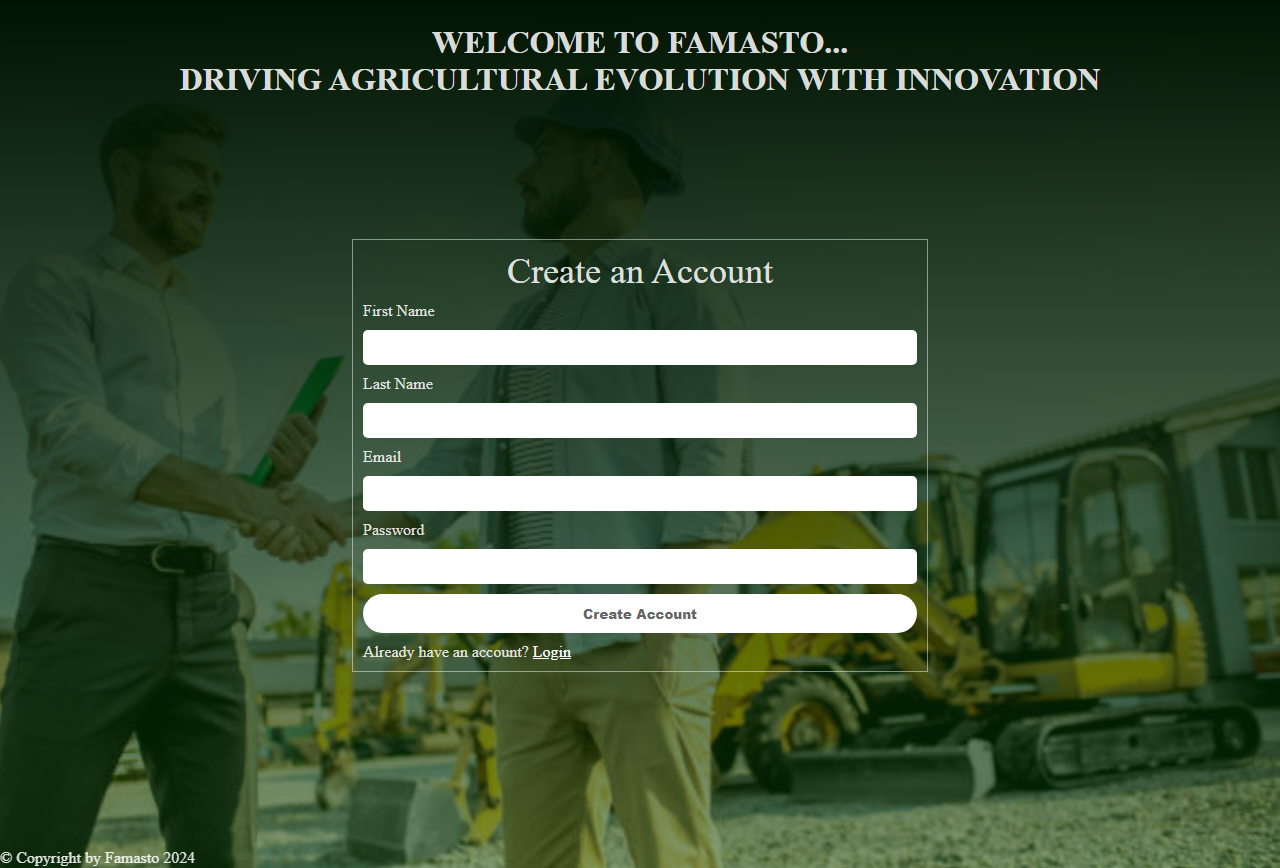 WELCOME TO FAMASTO...
DRIVING AGRICULTURAL EVOLUTION WITH INNOVATION
Create an Account
First Name
Last Name
Email
Password
Create Account
Already have an account? Login
© Copyright by Famasto 2024